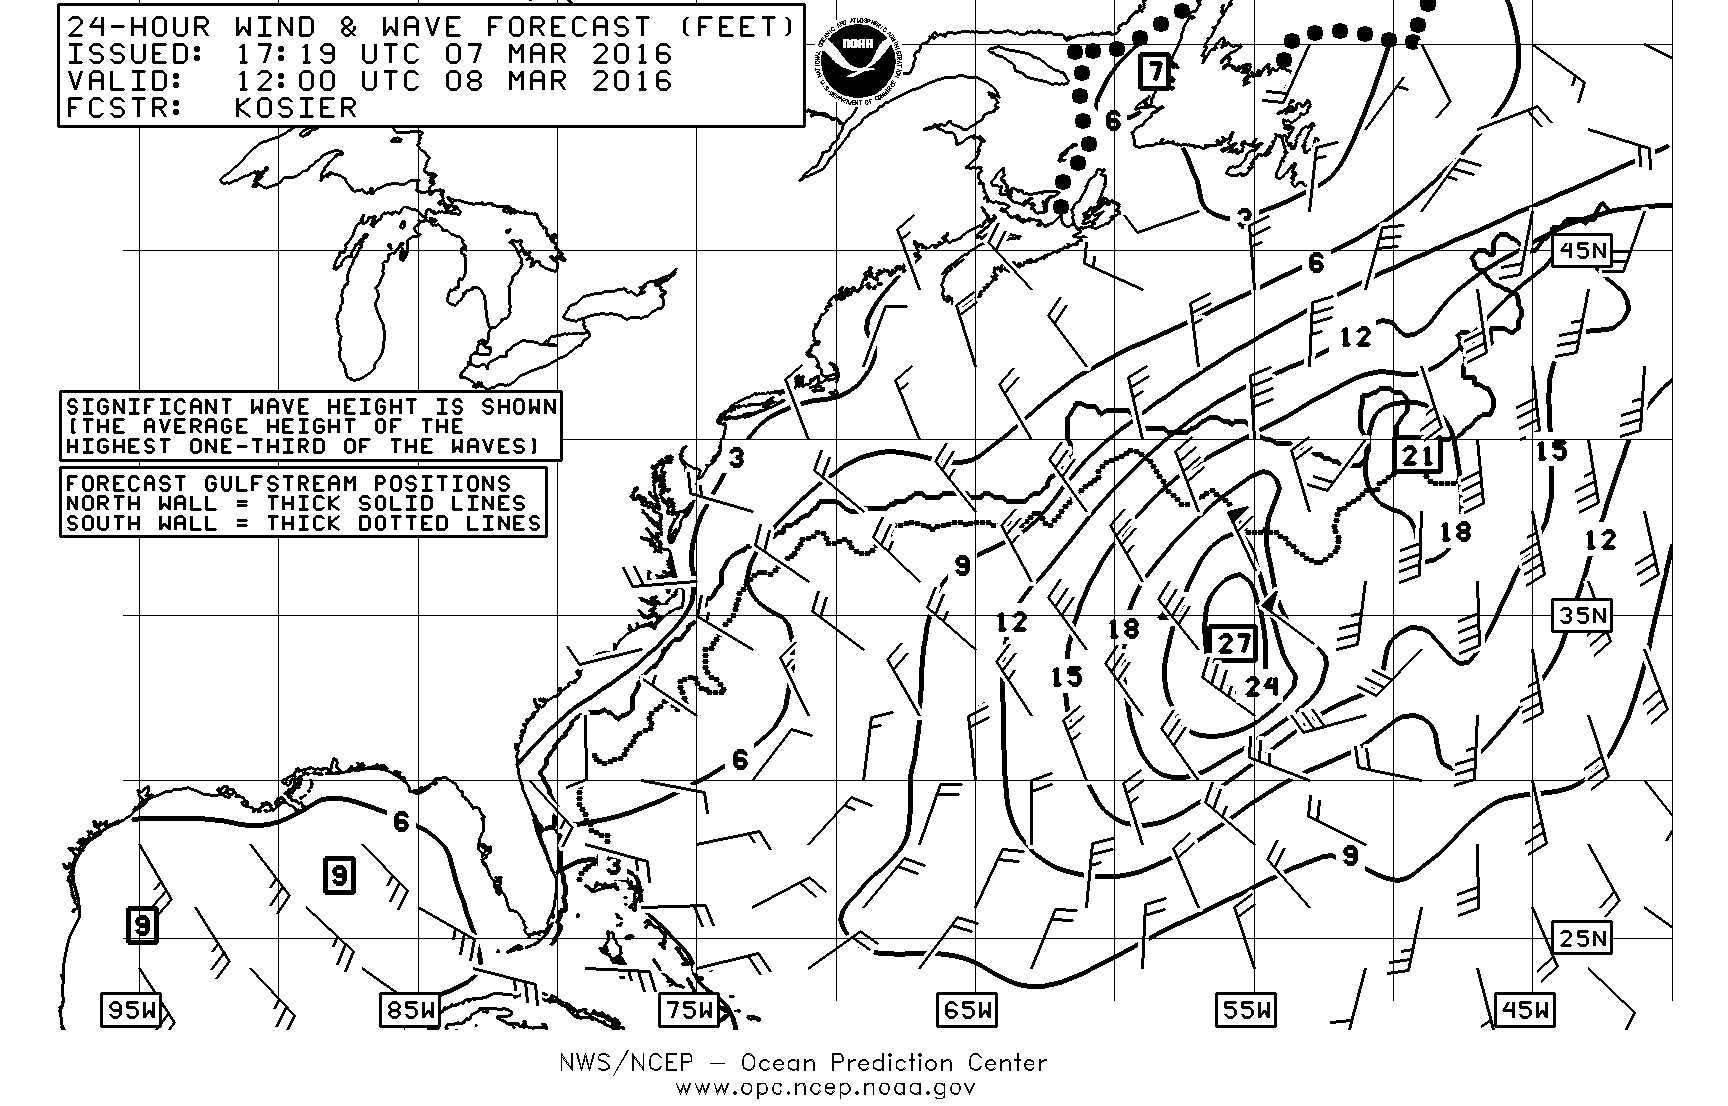 24-HOUR WIND & WAVE FORECAST (FEET)
ISSUED: 17:19 UTC 07 MAR 2016
VALID: 12:00 UTC 08 MAR 2016
FCSTR: KOSIER
NOAA
7
6
3
45N
6
12
SIGNIFICANT WAVE HEIGHT IS SHOWN
(THE AVERAGE HEIGHT OF THE
HIGHEST ONE-THIRD OF THE WAVES)
3
21
15
FORECAST GULFSTREAM POSITIONS
NORTH WALL = THICK SOLID LINES
SOUTH WALL = THICK DOTTED LINES
18
12
9
35N
12
18
27
15
24
6
6
9
3
9
9
25N
95W
85W
75W
65W
55W
45W
NWS/NCEP – Ocean Prediction Center
www.opc.ncep.noaa.gov